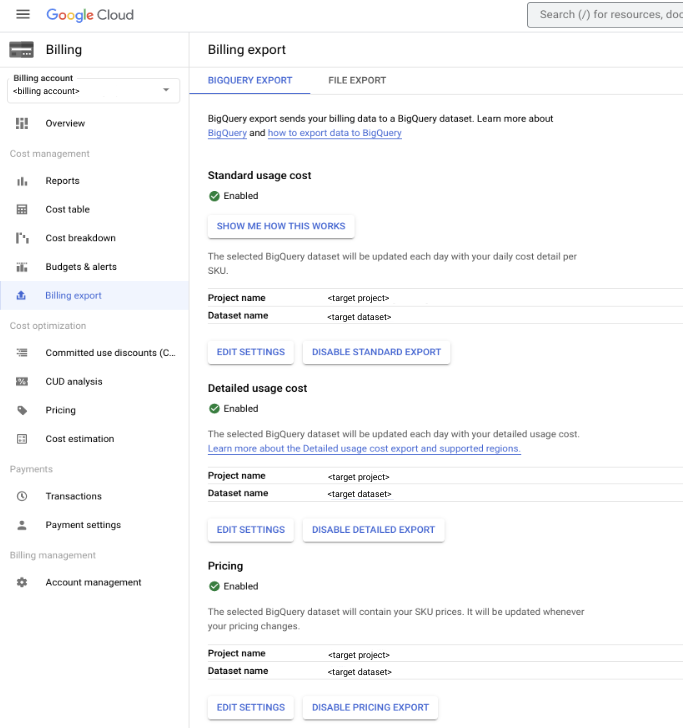 Google Cloud
Search (/) for resources, doc
Billing
Billing account
<billing account>
Overview
Cost management
Reports
Cost table
Cost breakdown
Budgets & alerts
Billing export
Cost optimization
Committed use discounts (C...
CUD analysis
Pricing
Cost estimation
Payments
Transactions
Payment settings
Billing management
Account management
Billing export
BIGQUERY EXPORT FILE EXPORT
BigQuery export sends your billing data to a BigQuery dataset. Learn more about
BigQuery and how to export data to BigQuery
Standard usage cost
Enabled
SHOW ME HOW THIS WORKS
The selected BigQuery dataset will be updated each day with your daily cost detail per
SKU.
Project name <target project>
Dataset name <target dataset>
EDIT SETTINGS DISABLE STANDARD EXPORT
Detailed usage cost
Enabled
The selected BigQuery dataset will be updated each day with your detailed usage cost.
Learn more about the Detailed usage cost export and supported regions.
Project name <target project>
Dataset name <target dataset>
EDIT SETTINGS DISABLE DETAILED EXPORT
Pricing
Enabled
The selected BigQuery dataset will contain your SKU prices. It will be updated whenever
your pricing changes.
Project name <target project>
Dataset name <target dataset>
EDIT SETTINGS DISABLE PRICING EXPORT